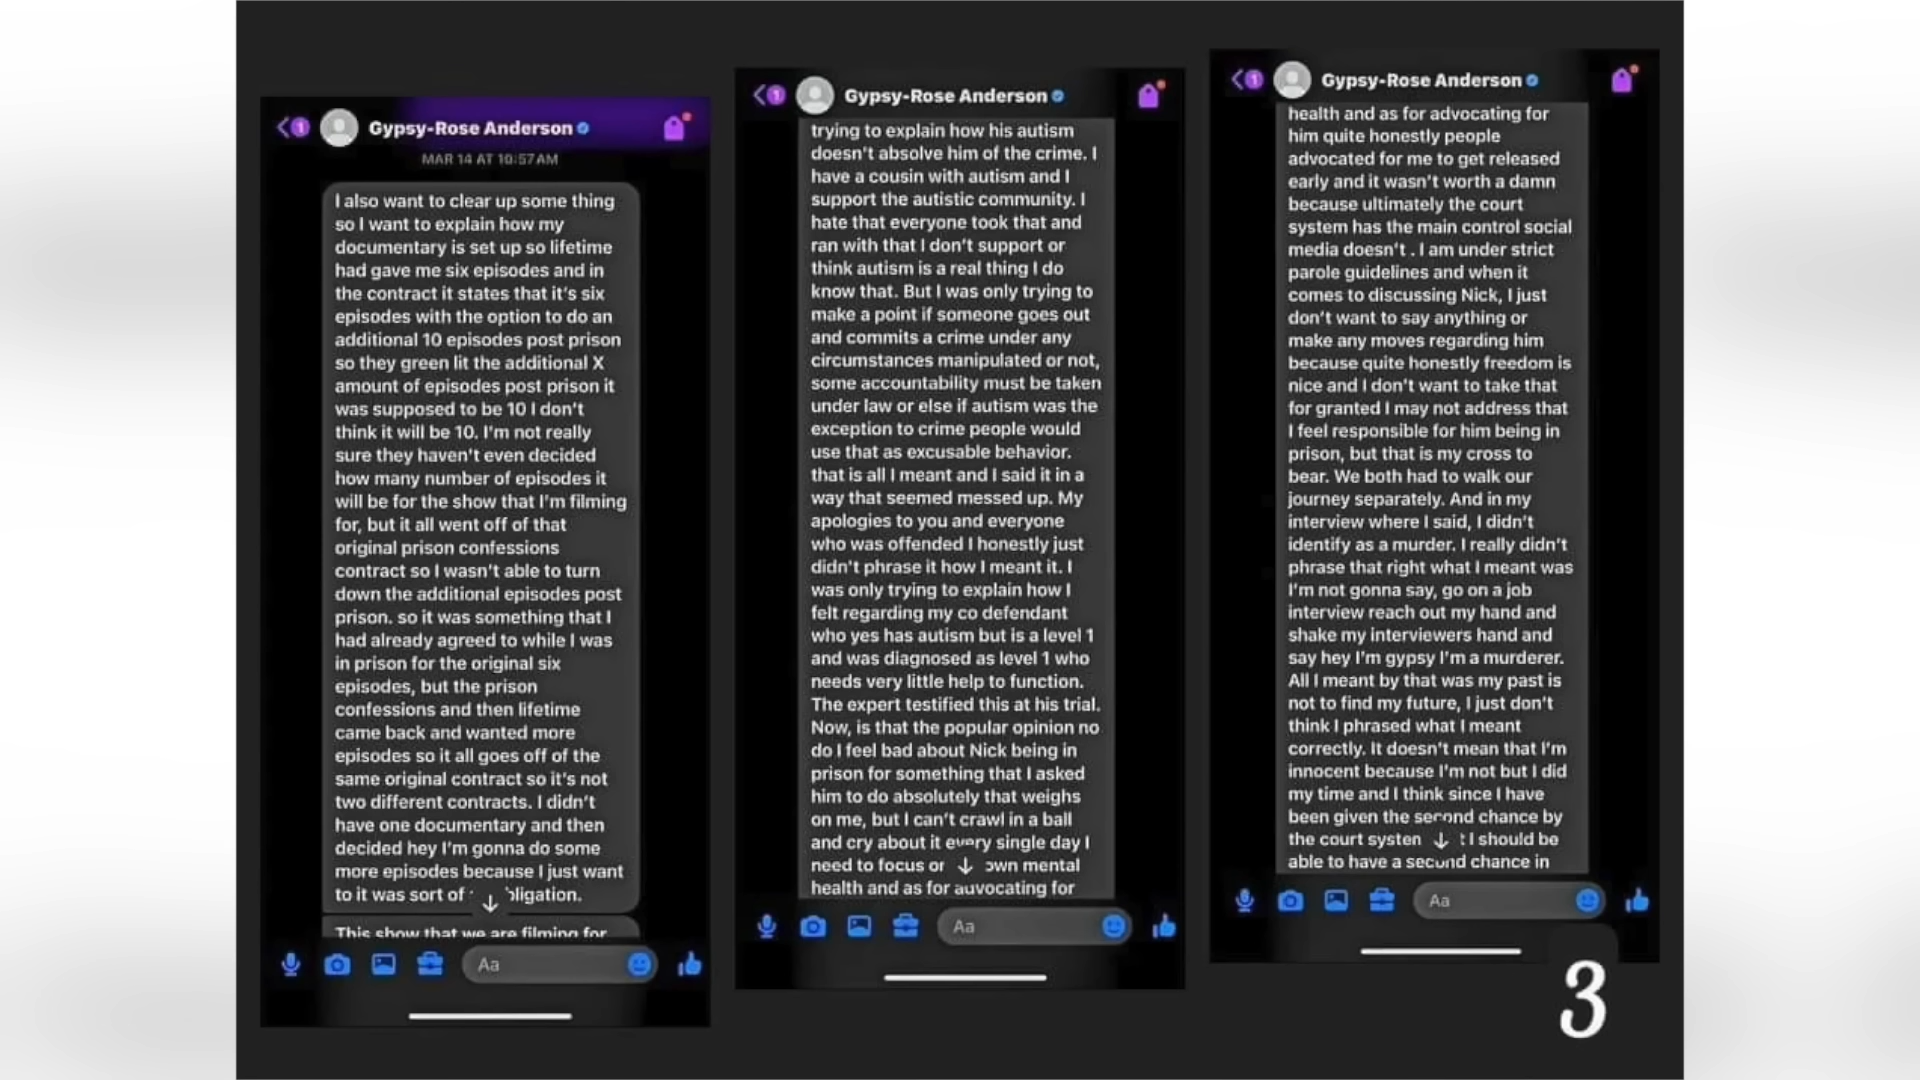 1
Gypsy-Rose Anderson
MAR 14 AT 10:57 AM
I also want to clear up some thing
so I want to explain how my
documentary is set up so lifetime
had gave me six episodes and in
the contract it states that it's six
episodes with the option to do an
additional 10 episodes post prison
so they green lit the additional X
amount of episodes post prison it
was supposed to be 10 I don't
think it will be 10. I'm not really
sure they haven't even decided
how many number of episodes it
will be for the show that I'm filming
for, but it all went off of that
original prison confessions
contract so I wasn't able to turn
down the additional episodes post
prison. so it was something that I
had already agreed to while I was
in prison for the original six
episodes, but the prison
confessions and then lifetime
came back and wanted more
episodes so it all goes off of the
same original contract so it's not
two different contracts. I didn't
have one documentary and then
decided hey I'm gonna do some
more episodes because I just want
to it was sort of bligation.
This show that we are filming for
Aa
1
Gypsy-Rose Anderson
trying to explain how his autism
doesn't absolve him of the crime. I
have a cousin with autism and I
support the autistic community. I
hate that everyone took that and
ran with that I don't support or
think autism is a real thing I do
know that. But I was only trying to
make a point if someone goes out
and commits a crime under any
circumstances manipulated or not,
some accountability must be taken
under law or else if autism was the
exception to crime people would
use that as excusable behavior.
that is all I meant and I said it in a
way that seemed messed up. My
apologies to you and everyone
who was offended I honestly just
didn't phrase it how I meant it. I
was only trying to explain how I
felt regarding my co defendant
who yes has autism but is a level 1
and was diagnosed as level 1 who
needs very little help to function.
The expert testified this at his trial.
Now, is that the popular opinion no
do I feel bad about Nick being in
prison for something that I asked
him to do absolutely that weighs
on me, but I can't crawl in a ball
and cry about it every single day I
need to focus or own mental
health and as for advocating for
Aa
1
Gypsy-Rose Anderson
health and as for advocating for
him quite honestly people
advocated for me to get released
early and it wasn't worth a damn
because ultimately the court
system has the main control social
media doesn't . I am under strict
parole guidelines and when it
comes to discussing Nick, I just
don't want to say anything or
make any moves regarding him
because quite honestly freedom is
nice and I don't want to take that
for granted I may not address that
I feel responsible for him being in
prison, but that is my cross to
bear. We both had to walk our
journey separately. And in my
interview where I said, I didn't
identify as a murder. I really didn't
phrase that right what I meant was
I'm not gonna say, go on a job
interview reach out my hand and
shake my interviewers hand and
say hey I'm gypsy I'm a murderer.
All I meant by that was my past is
not to find my future, I just don't
think I phrased what I meant
correctly. It doesn't mean that I'm
innocent because I'm not but I did
my time and I think since I have
been given the second chance by
the court system t I should be
able to have a second chance in
Aa
3